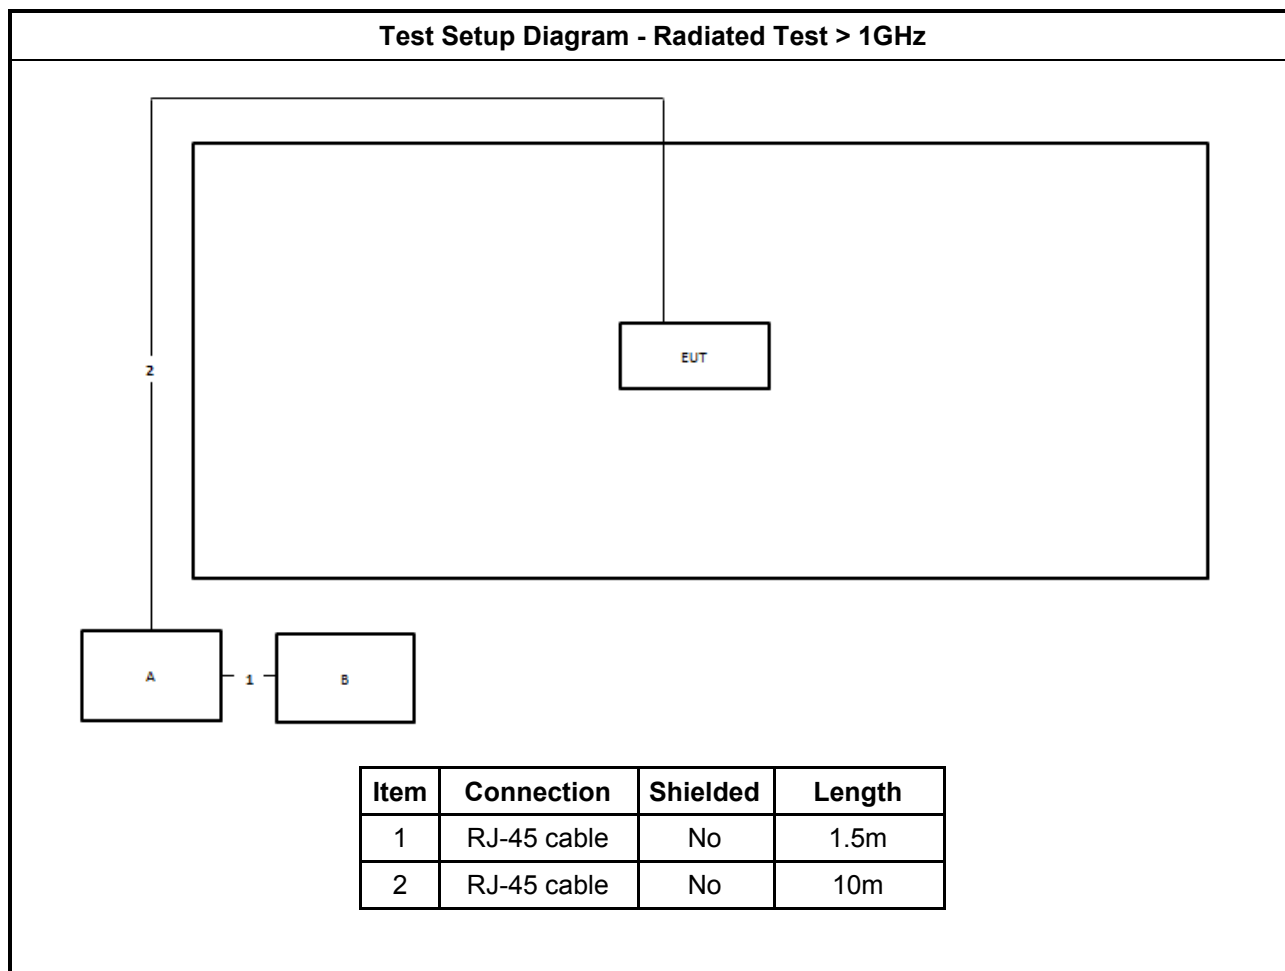 Test Setup Diagram - Radiated Test > 1GHz
EUT
2
A
1
B
Item Connection Shielded Length
1 RJ-45 cable No 1.5m
2 RJ-45 cable No 10m